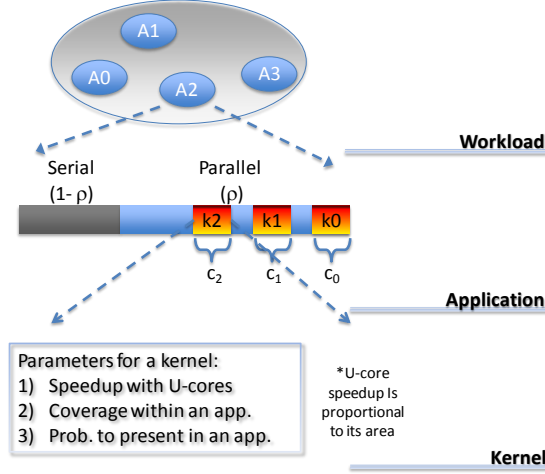 A1
A0
A2
A3
Workload
Serial
(1- ρ)
Parallel
(ρ)
k2
k1
k0
c2
c1
c0
Application
Parameters for a kernel:
1) Speedup with U-cores
2) Coverage within an app.
3) Prob. to present in an app.
*U-core
speedup Is
proportional
to its area
Kernel